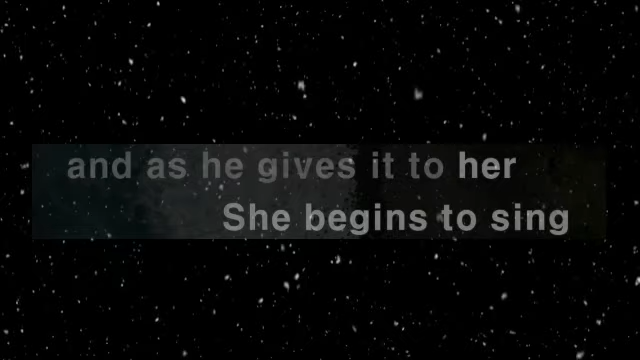 and as he gives it to her
She begins to sing